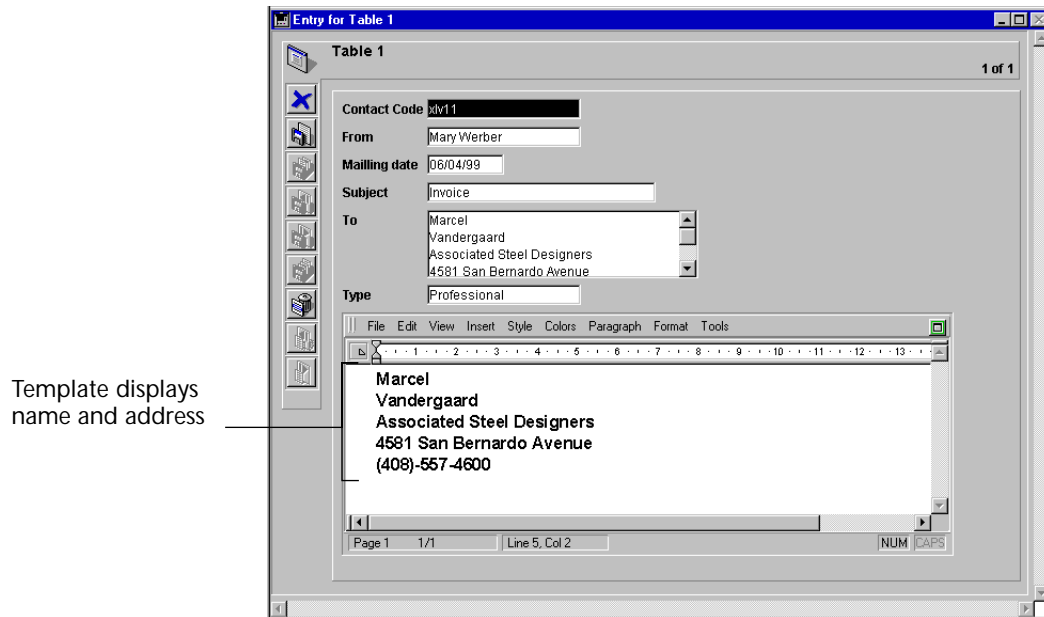 Entry for Table 1
Table 1
1 of 1
Contact Code xlv11
From Mary Werber
Mailling date 06/04/99
Subject Invoice
To Marcel
Vandergaard
Associated Steel Designers
4581 San Bernardo Avenue
Type Professional
File Edit View Insert Style Colors Paragraph Format Tools
1 2 3 4 5 6 7 8 9 10 11 12 13
Template displays
name and address
Marcel
Vandergaard
Associated Steel Designers
4581 San Bernardo Avenue
(408)-557-4600
Page 1 1/1 Line 5, Col 2 NUM CAPS